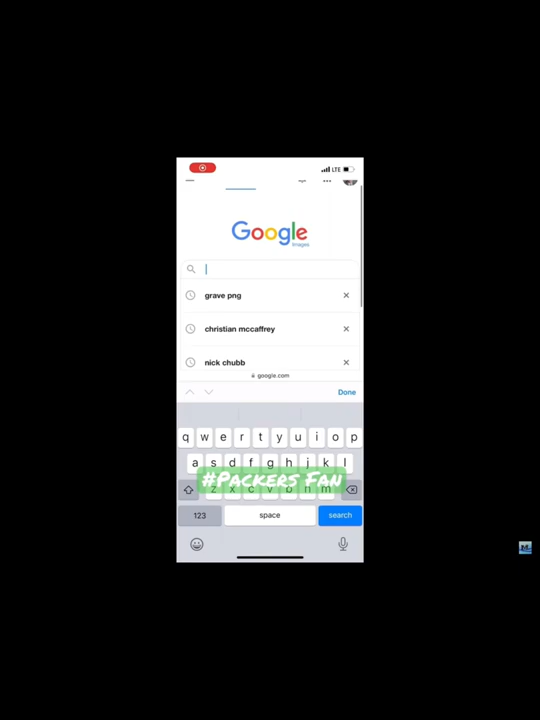 LTE
Google
Images
grave png
christian mccaffrey
nick chubb
google.com
Done
q w e r t y u i o p
a s d f g h j k l
#Packers Fan
z x c v b n m
123 space search